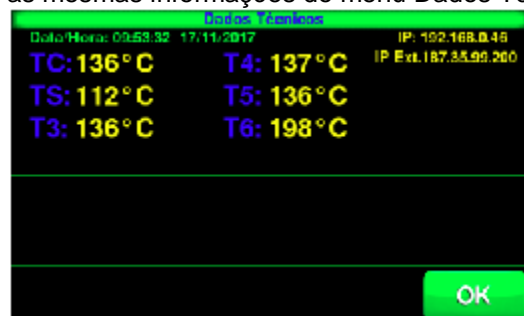 as mesmas informações do menu Dados Té
Dados Técnicos
Data/Hora: 09:53:32 17/11/2017 IP: 192.168.0.46
TC: 136°C T4: 137°C IP Ext.187.35.99.200
TS: 112°C T5: 136°C
T3: 136°C T6: 198°C
OK